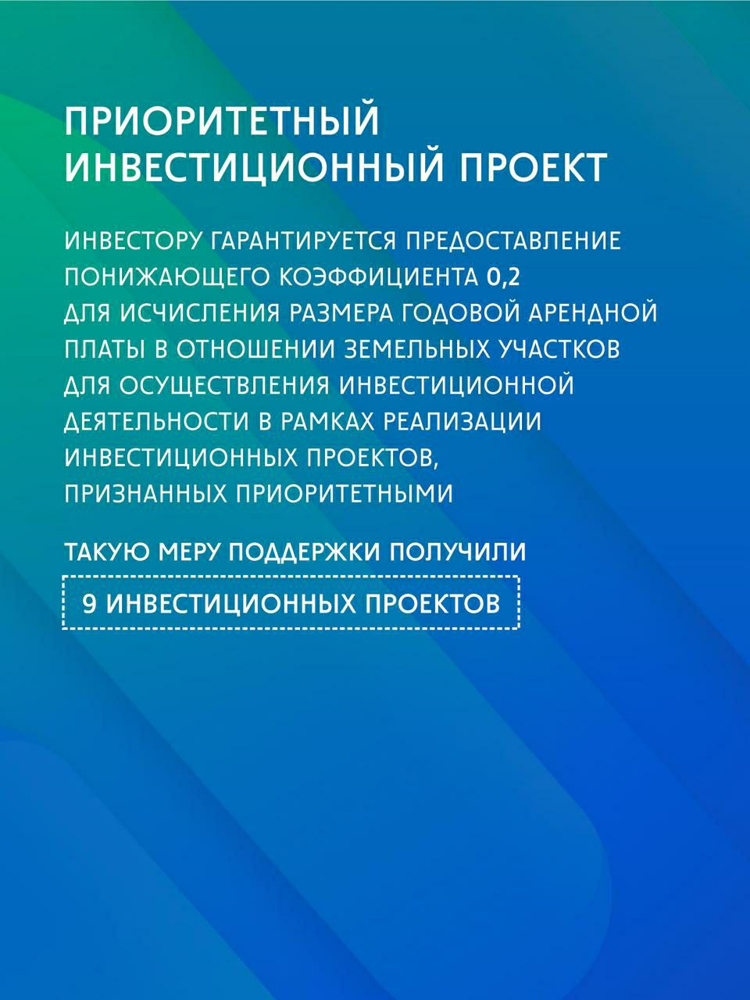 ПРИОРИТЕТНЫЙ
ИНВЕСТИЦИОННЫЙ ПРОЕКТ
ИНВЕСТОРУ ГАРАНТИРУЕТСЯ ПРЕДОСТАВЛЕНИЕ
ПОНИЖАЮЩЕГО КОЭФФИЦИЕНТА 0,2
ДЛЯ ИСЧИСЛЕНИЯ РАЗМЕРА ГОДОВОЙ АРЕНДНОЙ
ПЛАТЫ В ОТНОШЕНИИ ЗЕМЕЛЬНЫХ УЧАСТКОВ
ДЛЯ ОСУЩЕСТВЛЕНИЯ ИНВЕСТИЦИОННОЙ
ДЕЯТЕЛЬНОСТИ В РАМКАХ РЕАЛИЗАЦИИ
ИНВЕСТИЦИОННЫХ ПРОЕКТОВ,
ПРИЗНАННЫХ ПРИОРИТЕТНЫМИ
ТАКУЮ МЕРУ ПОДДЕРЖКИ ПОЛУЧИЛИ
9 ИНВЕСТИЦИОННЫХ ПРОЕКТОВ